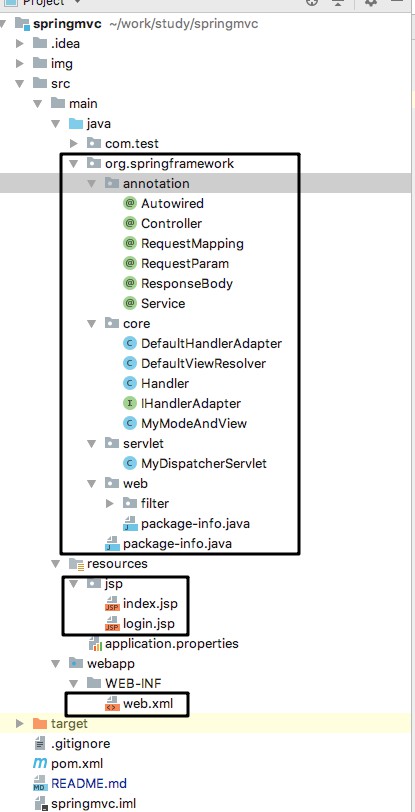 Project
springmvc ~/work/study/springmvc
.idea
img
src
main
java
com.test
org.springframework
annotation
Autowired
Controller
RequestMapping
RequestParam
ResponseBody
Service
core
DefaultHandlerAdapter
DefaultViewResolver
Handler
IHandlerAdapter
MyModeAndView
servlet
MyDispatcherServlet
web
filter
package-info.java
package-info.java
resources
jsp
index.jsp
login.jsp
application.properties
webapp
WEB-INF
web.xml
target
.gitignore
pom.xml
README.md
springmvc.iml